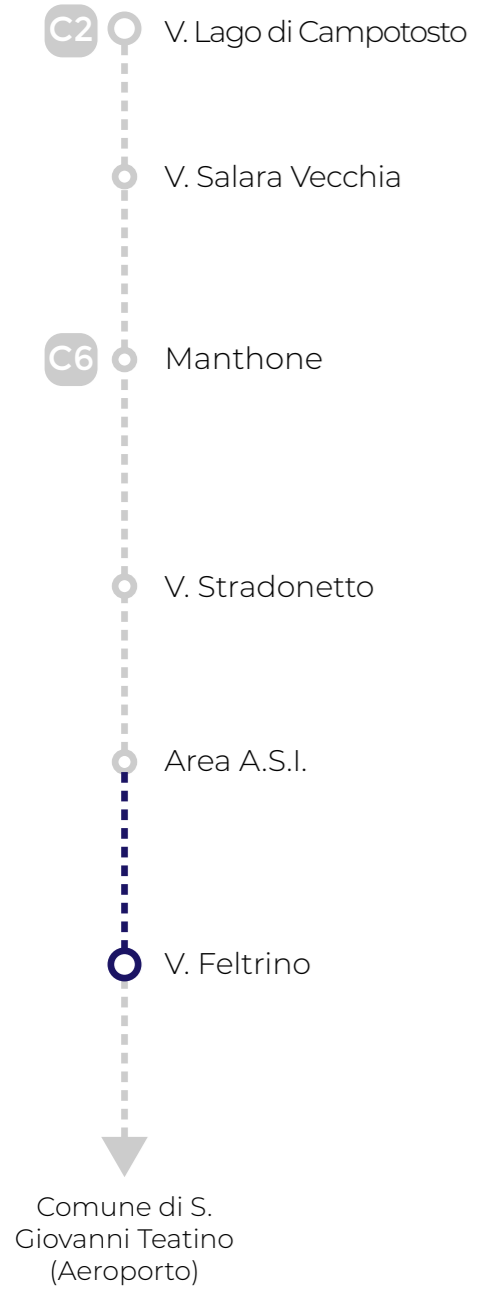 C2 V. Lago di Campotosto
V. Salara Vecchia
C6 Manthone
V. Stradonetto
Area A.S.I.
V. Feltrino
Comune di S.
Giovanni Teatino
(Aeroporto)